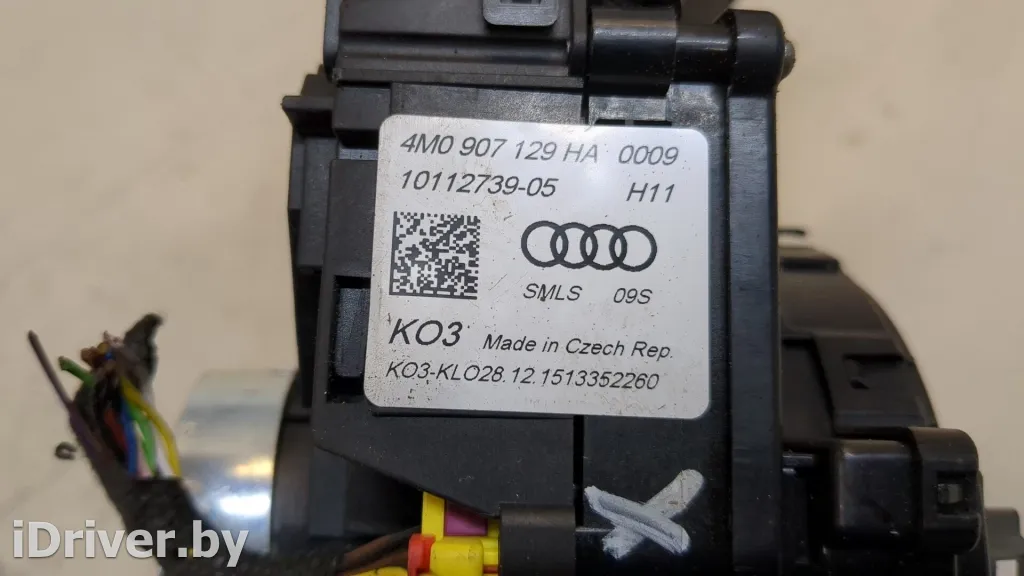 4M0 907 129 HA 0009
10112739-05 H11
SMLS 09S
KO3 Made in Czech Rep.
KO3-KLO28.12.1513352260
iDriver.by